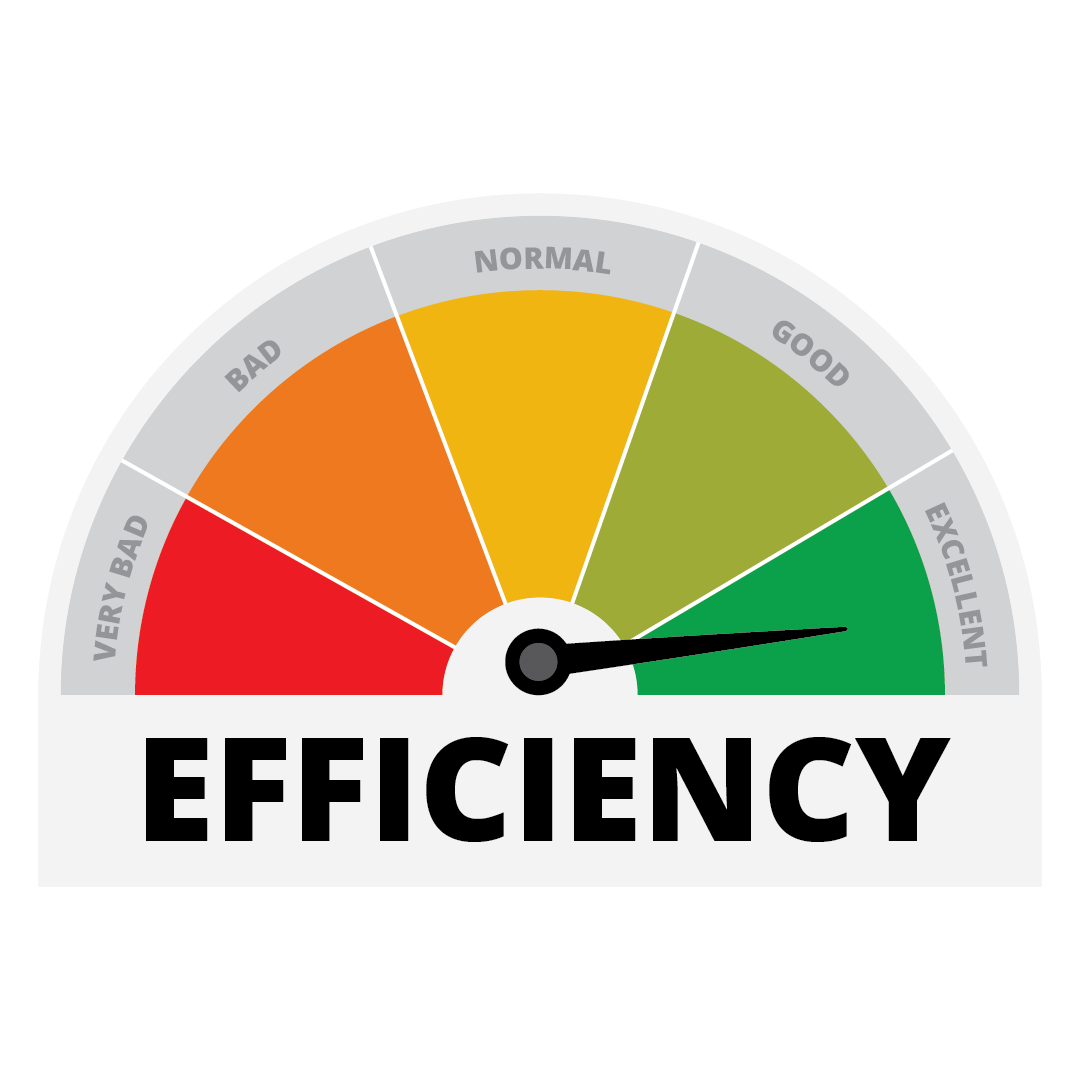 VERY BAD
BAD
NORMAL
GOOD
EXCELLENT
EFFICIENCY